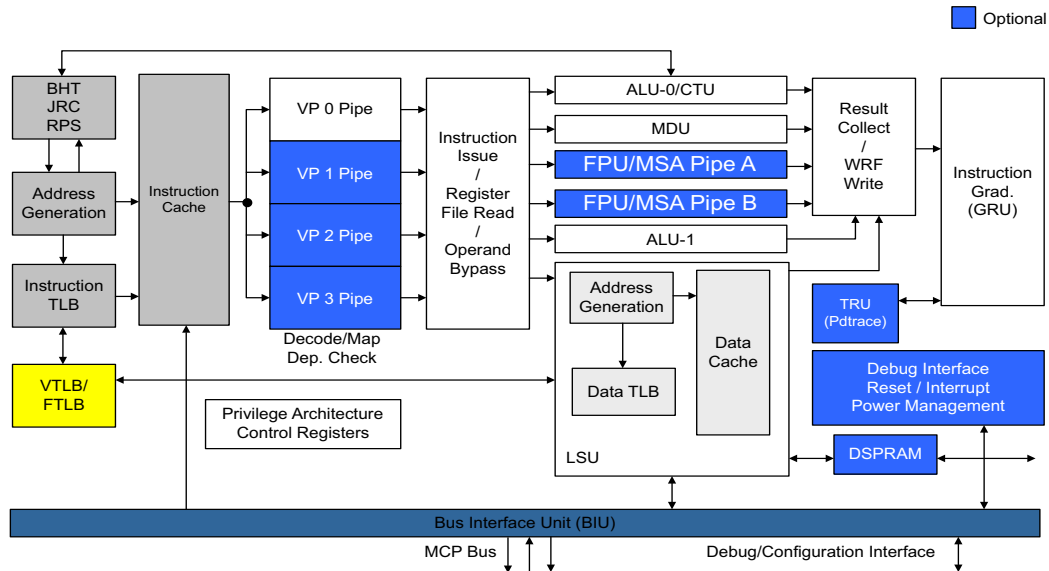 Optional
BHT
JRC
RPS
Address
Generation
Instruction
TLB
VTLB/
FTLB
Instruction
Cache
VP 0 Pipe
VP 1 Pipe
VP 2 Pipe
VP 3 Pipe
Decode/Map
Dep. Check
Privilege Architecture
Control Registers
Instruction
Issue
/
Register
File Read
/
Operand
Bypass
ALU-0/CTU
MDU
FPU/MSA Pipe A
FPU/MSA Pipe B
ALU-1
Address
Generation
Data TLB
Data
Cache
LSU
Result
Collect
/
WRF
Write
Instruction
Grad.
(GRU)
TRU
(Pdtrace)
Debug Interface
Reset / Interrupt
Power Management
DSPRAM
Bus Interface Unit (BIU)
MCP Bus
Debug/Configuration Interface